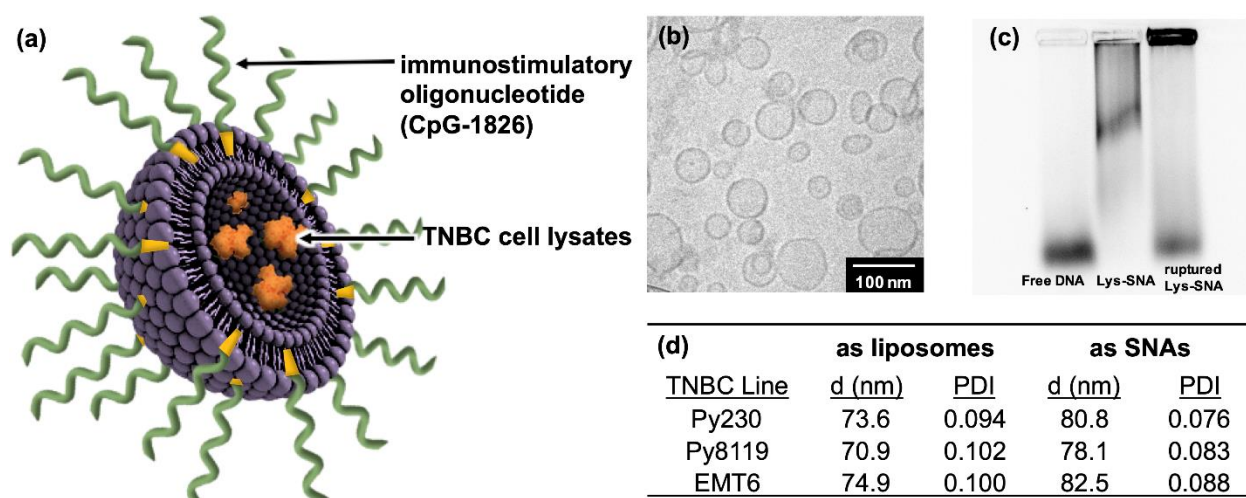 (a)
immunostimulatory
oligonucleotide
(CpG-1826)
TNBC cell lysates
(b)
100 nm
(c)
Free DNA Lys-SNA ruptured
Lys-SNA
(d) as liposomes as SNAs
TNBC Line d (nm) PDI d (nm) PDI
Py230 73.6 0.094 80.8 0.076
Py8119 70.9 0.102 78.1 0.083
EMT6 74.9 0.100 82.5 0.088